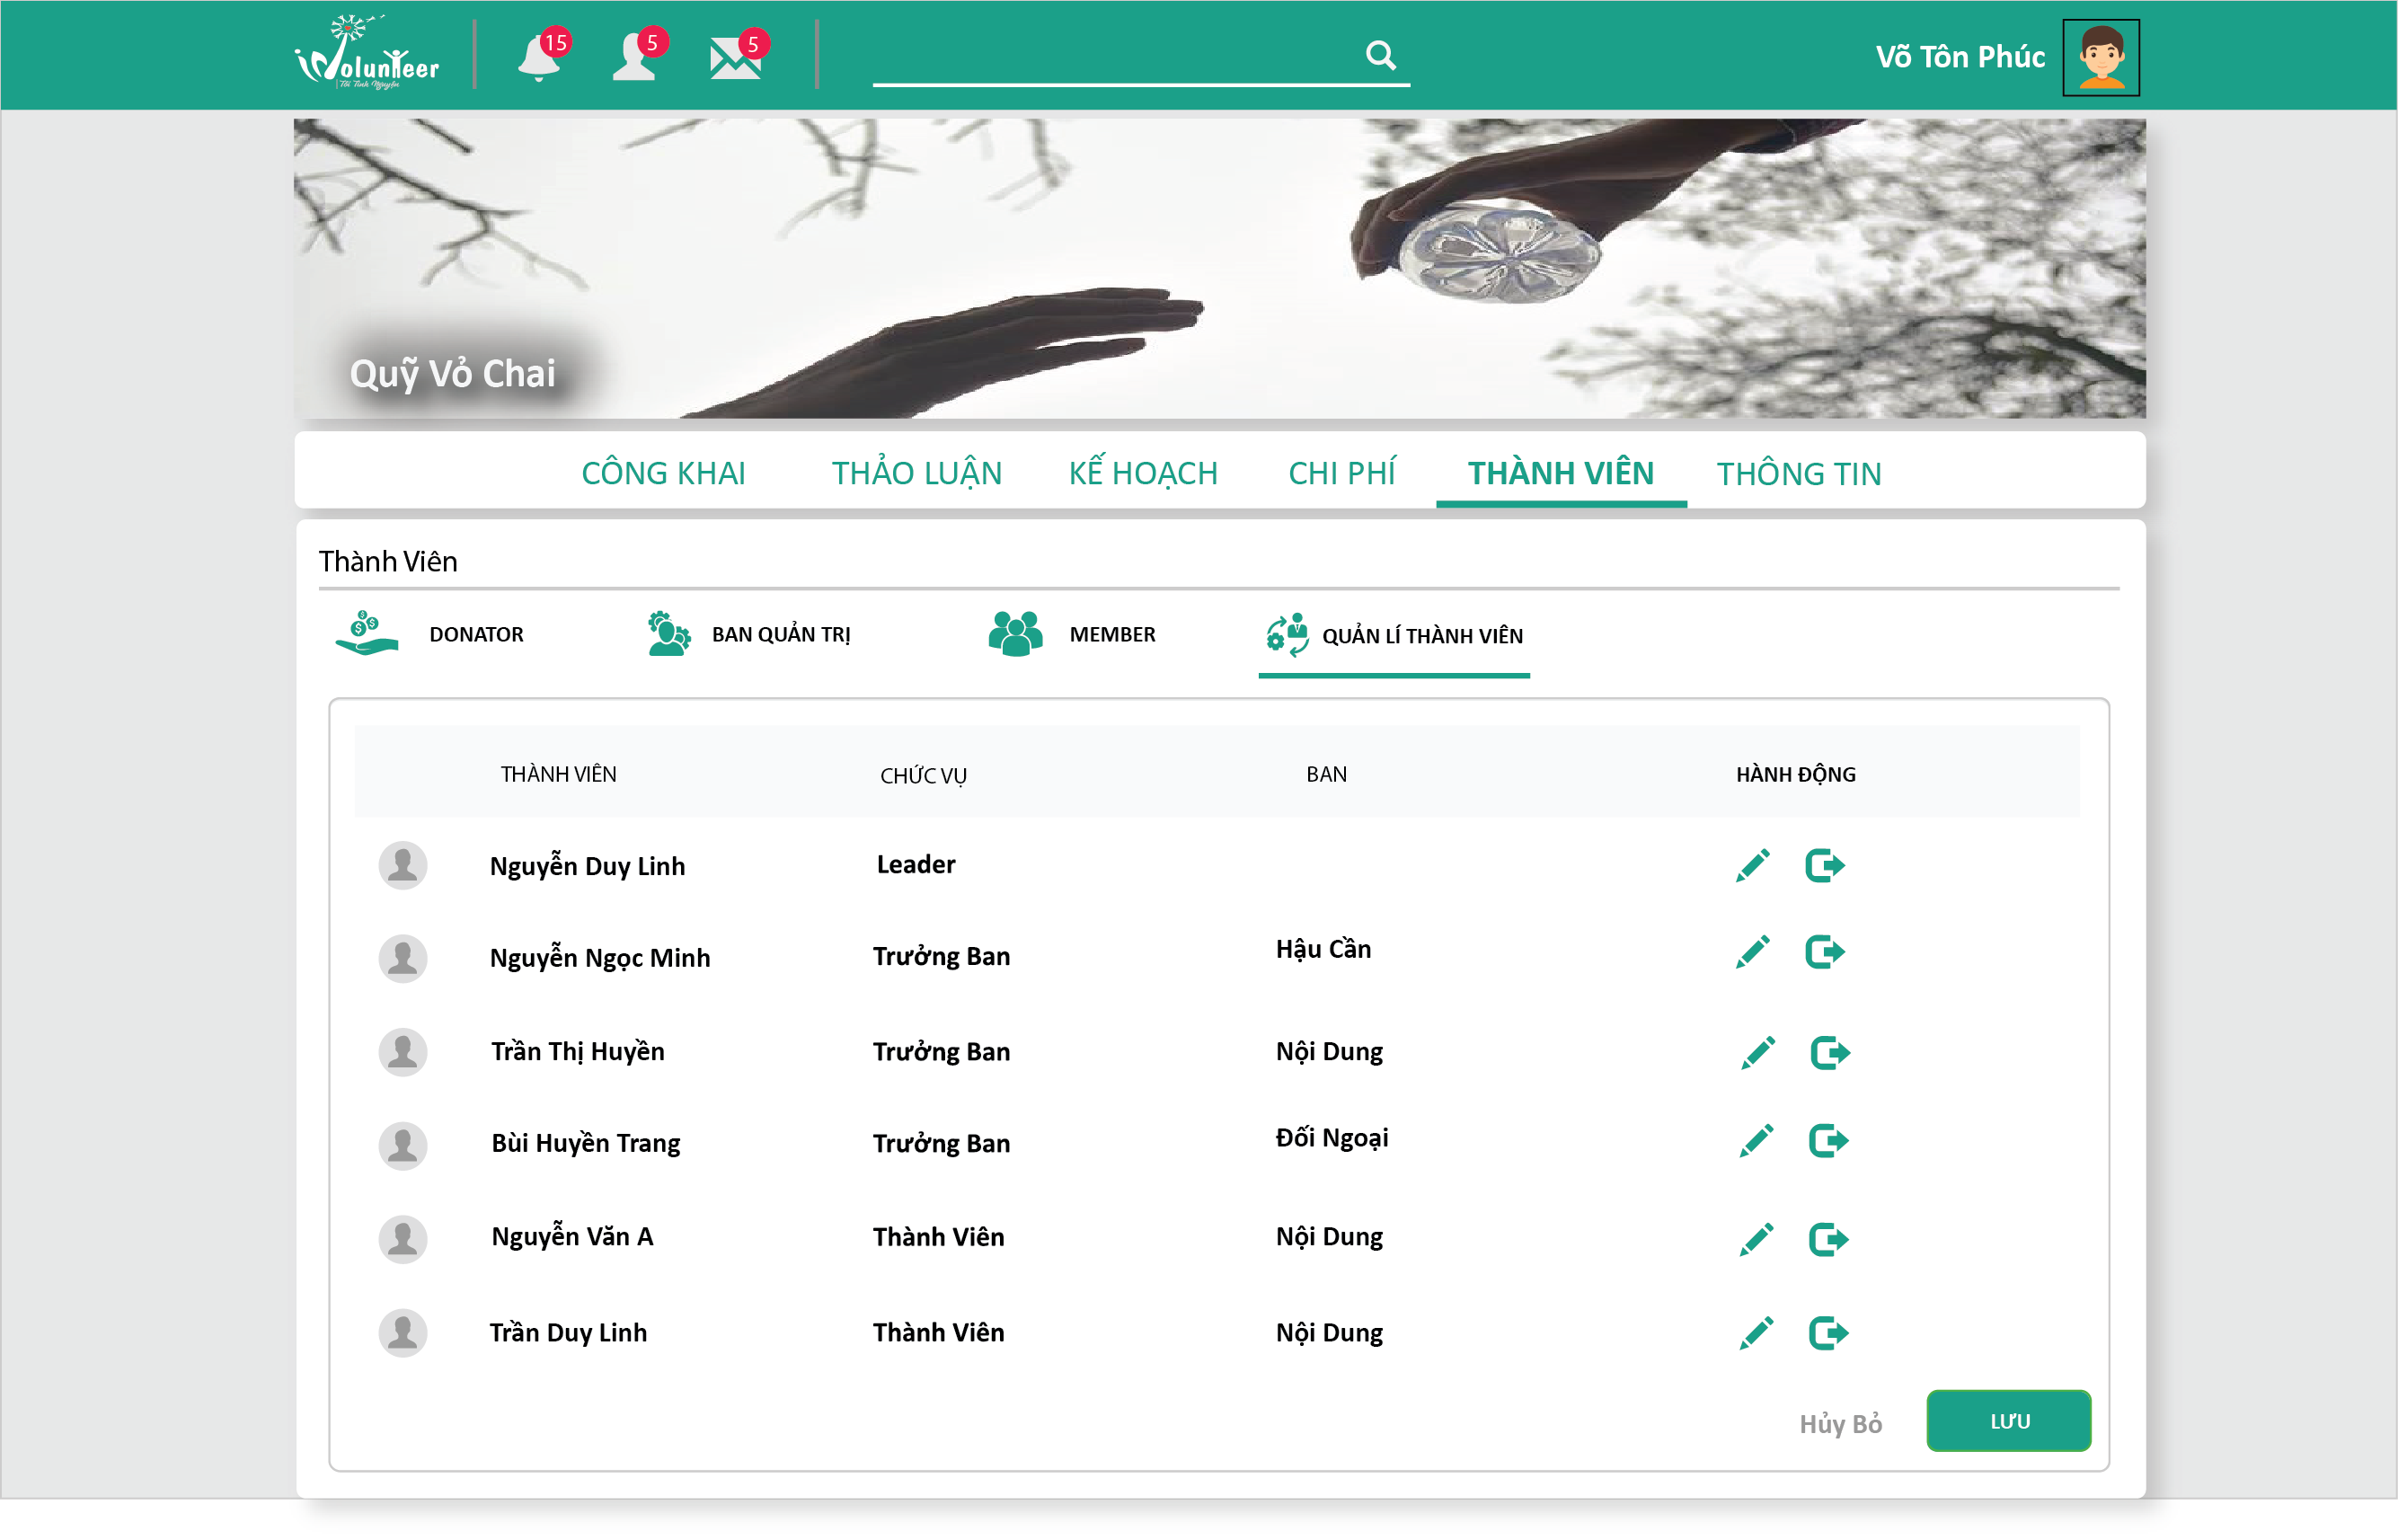 Volunteer
Tôi Tình Nguyện
15
5
5
Võ Tôn Phúc
Quỹ Vỏ Chai
CÔNG KHAI THẢO LUẬN KẾ HOẠCH CHI PHÍ THÀNH VIÊN THÔNG TIN
Thành Viên
DONATOR BAN QUẢN TRỊ MEMBER QUẢN LÍ THÀNH VIÊN
THÀNH VIÊN CHỨC VỤ BAN HÀNH ĐỘNG
Nguyễn Duy Linh Leader
Nguyễn Ngọc Minh Trưởng Ban Hậu Cần
Trần Thị Huyền Trưởng Ban Nội Dung
Bùi Huyền Trang Trưởng Ban Đối Ngoại
Nguyễn Văn A Thành Viên Nội Dung
Trần Duy Linh Thành Viên Nội Dung
Hủy Bỏ LƯU